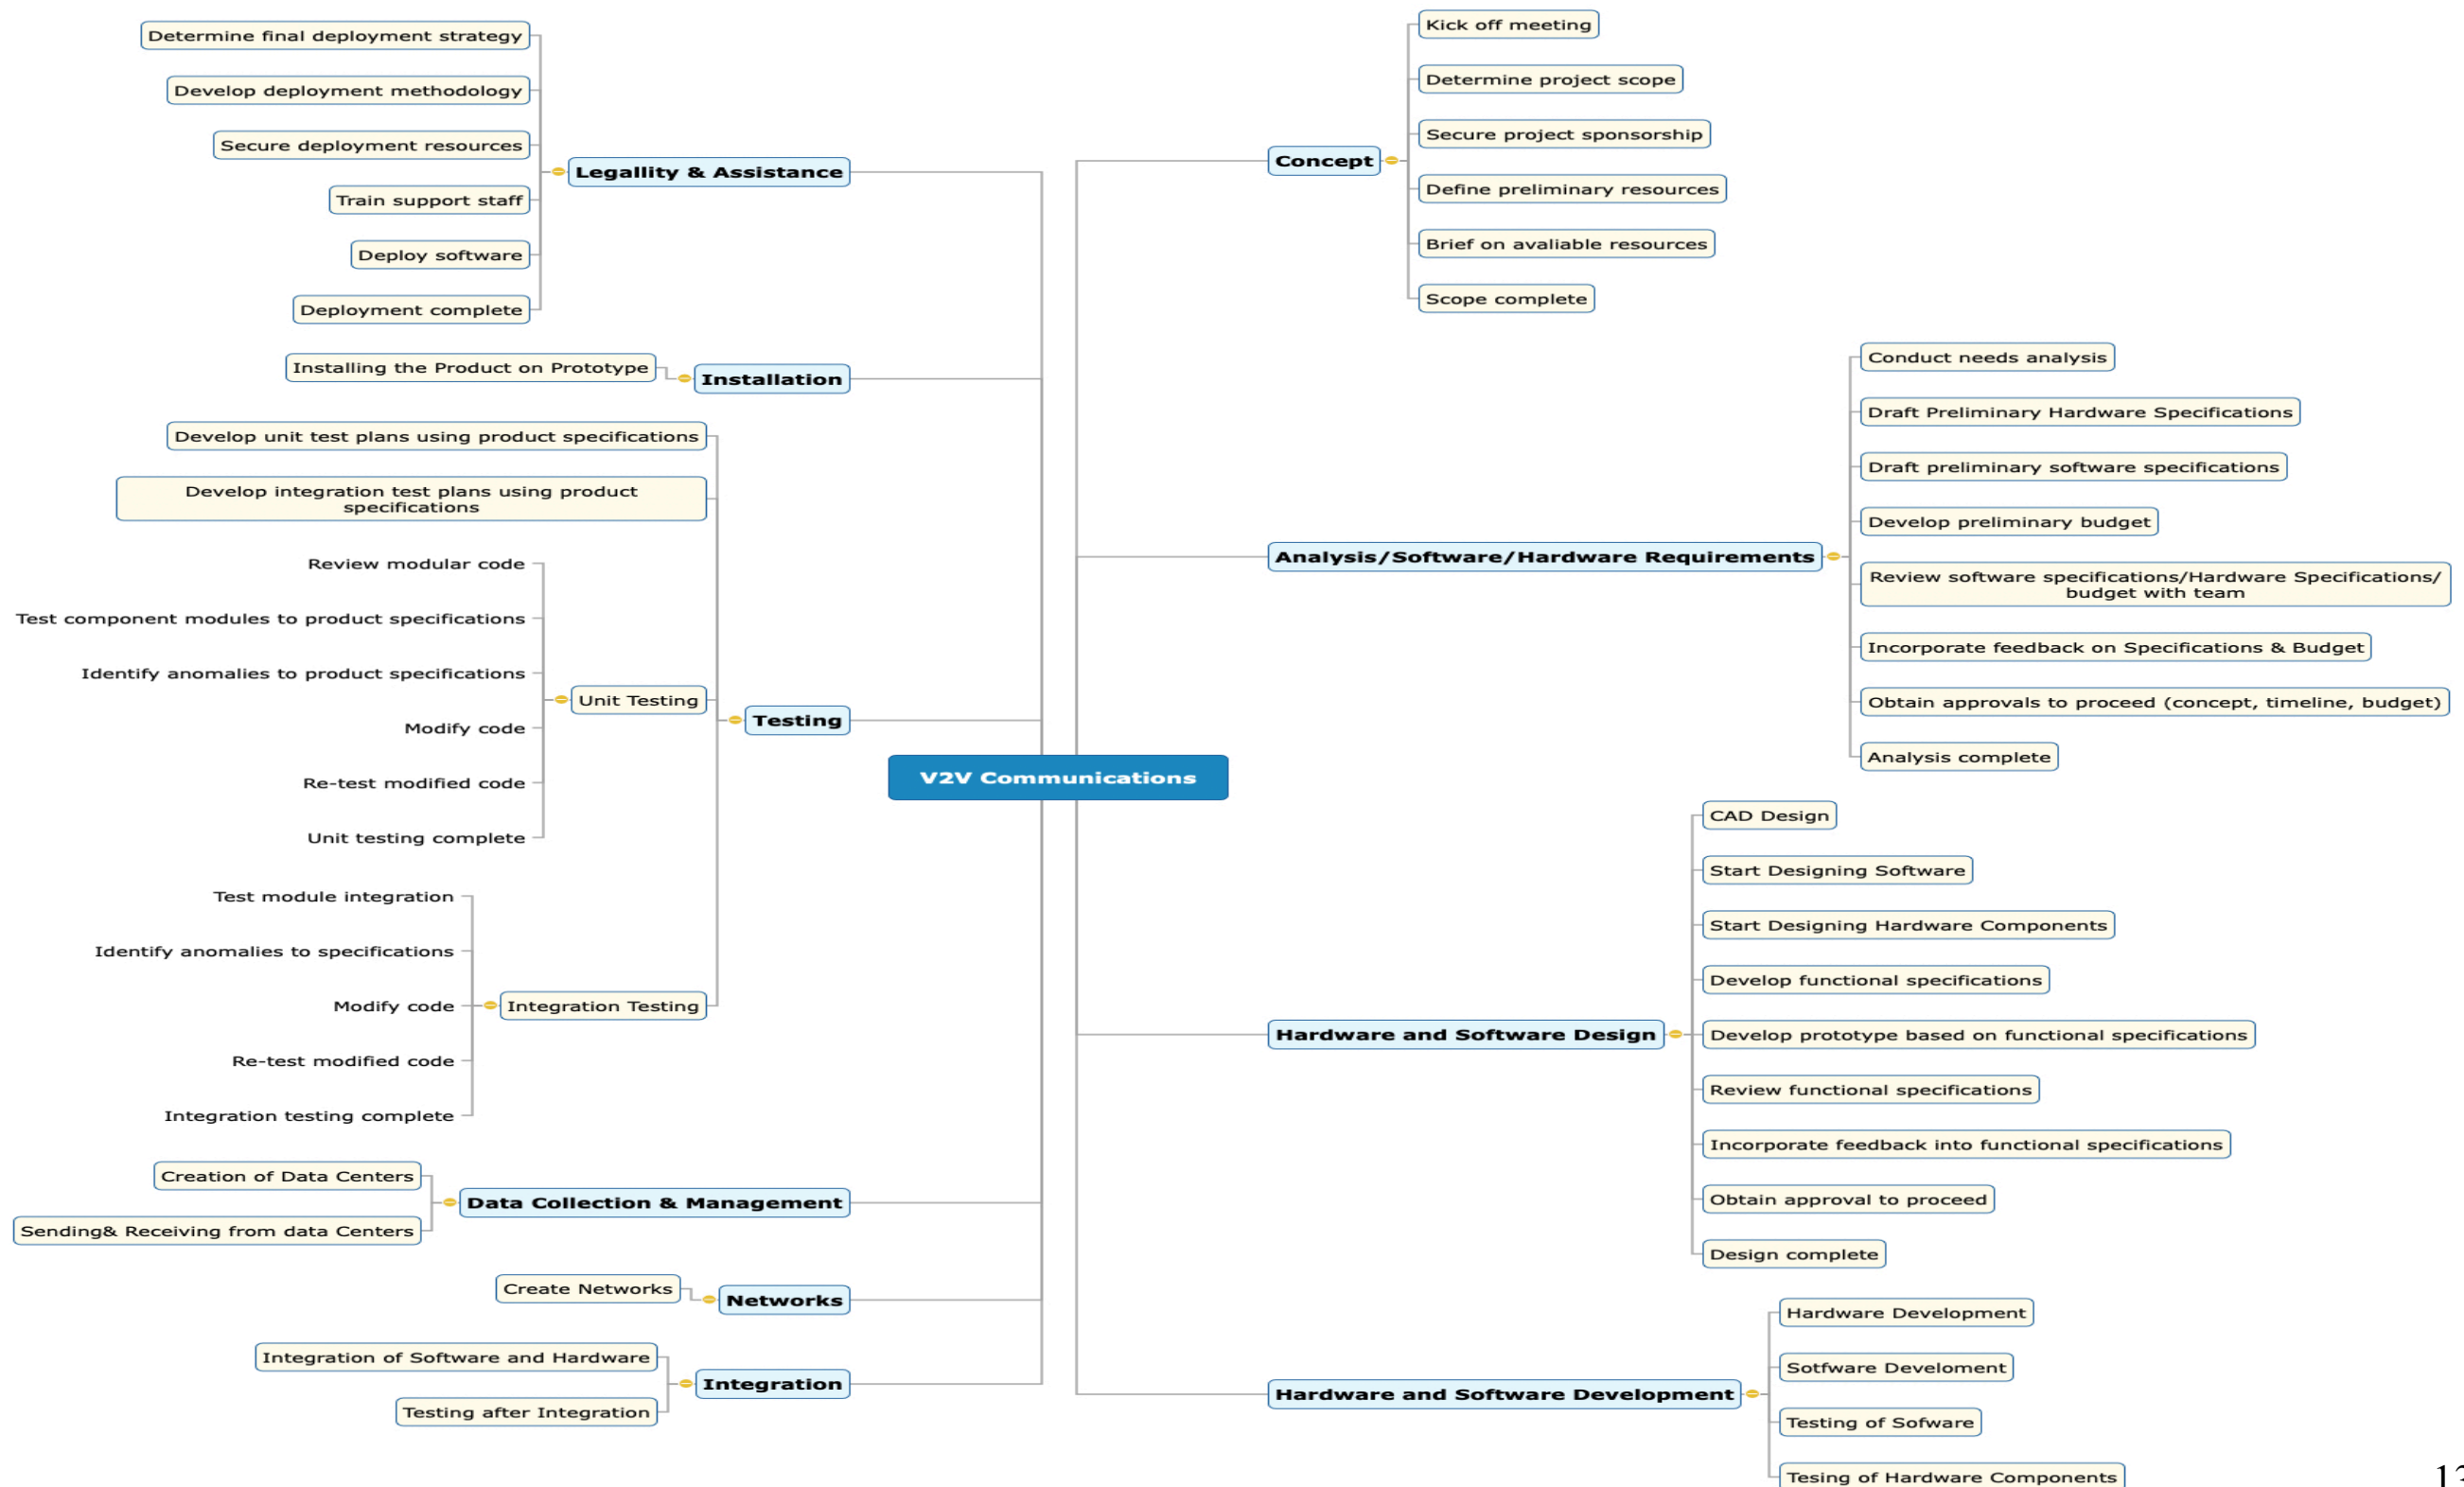 Determine final deployment strategy
Develop deployment methodology
Secure deployment resources
Train support staff
Deploy software
Deployment complete
Legallity & Assistance
Installing the Product on Prototype
Installation
Develop unit test plans using product specifications
Develop integration test plans using product
specifications
Review modular code
Test component modules to product specifications
Identify anomalies to product specifications
Modify code
Re-test modified code
Unit testing complete
Unit Testing
Testing
Test module integration
Identify anomalies to specifications
Modify code
Re-test modified code
Integration testing complete
Integration Testing
Creation of Data Centers
Sending& Receiving from data Centers
Data Collection & Management
Create Networks
Networks
Integration of Software and Hardware
Testing after Integration
Integration
V2V Communications
Concept
Kick off meeting
Determine project scope
Secure project sponsorship
Define preliminary resources
Brief on avaliable resources
Scope complete
Analysis/Software/Hardware Requirements
Conduct needs analysis
Draft Preliminary Hardware Specifications
Draft preliminary software specifications
Develop preliminary budget
Review software specifications/Hardware Specifications/
budget with team
Incorporate feedback on Specifications & Budget
Obtain approvals to proceed (concept, timeline, budget)
Analysis complete
Hardware and Software Design
CAD Design
Start Designing Software
Start Designing Hardware Components
Develop functional specifications
Develop prototype based on functional specifications
Review functional specifications
Incorporate feedback into functional specifications
Obtain approval to proceed
Design complete
Hardware and Software Development
Hardware Development
Sotfware Develoment
Testing of Sofware
Tesing of Hardware Components
13